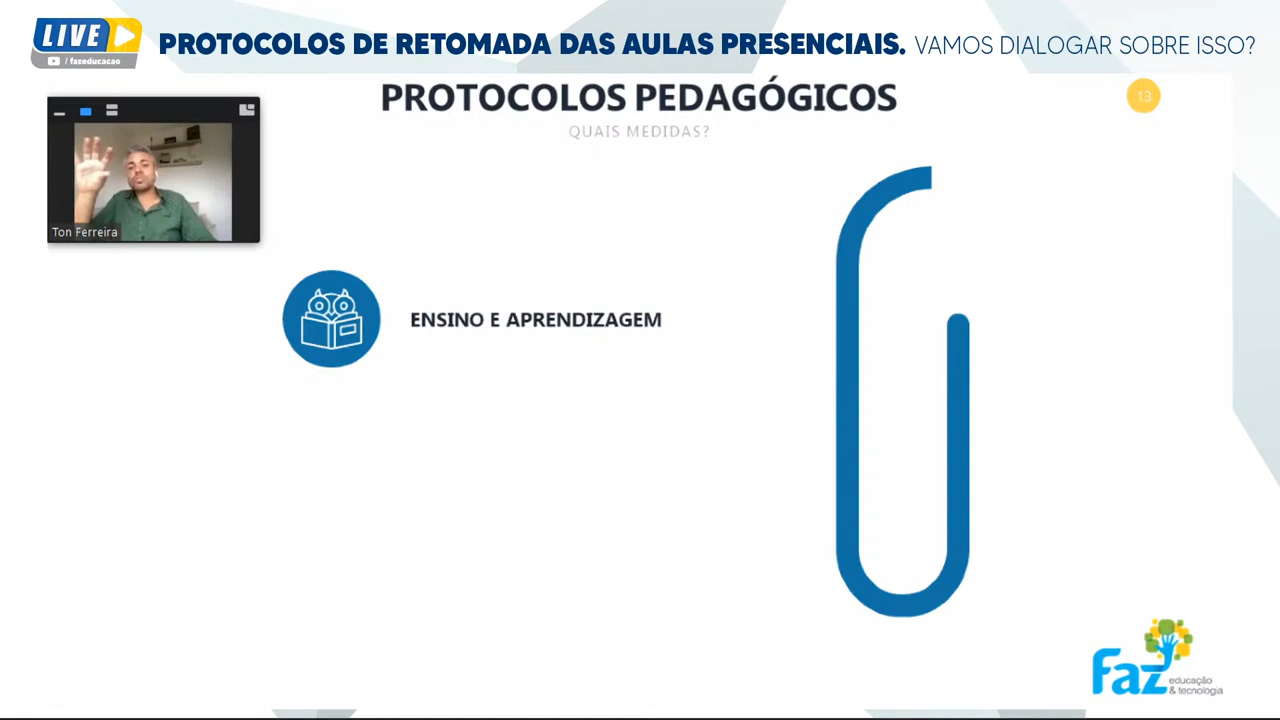 LIVE
/fazeducacao
PROTOCOLOS DE RETOMADA DAS AULAS PRESENCIAIS. VAMOS DIALOGAR SOBRE ISSO?
PROTOCOLOS PEDAGÓGICOS
13
QUAIS MEDIDAS?
Ton Ferreira
ENSINO E APRENDIZAGEM
Faz
educação
& tecnologia